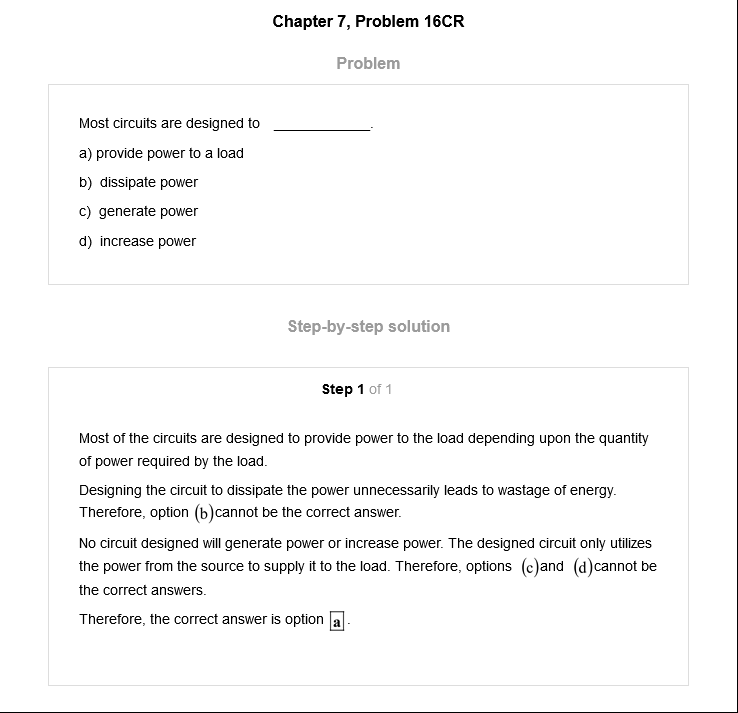 Chapter 7, Problem 16CR
Problem
Most circuits are designed to ____________.
a) provide power to a load
b) dissipate power
c) generate power
d) increase power
Step-by-step solution
Step 1 of 1
Most of the circuits are designed to provide power to the load depending upon the quantity
of power required by the load.
Designing the circuit to dissipate the power unnecessarily leads to wastage of energy.
Therefore, option (b)cannot be the correct answer.
No circuit designed will generate power or increase power. The designed circuit only utilizes
the power from the source to supply it to the load. Therefore, options (c)and (d)cannot be
the correct answers.
Therefore, the correct answer is option a.